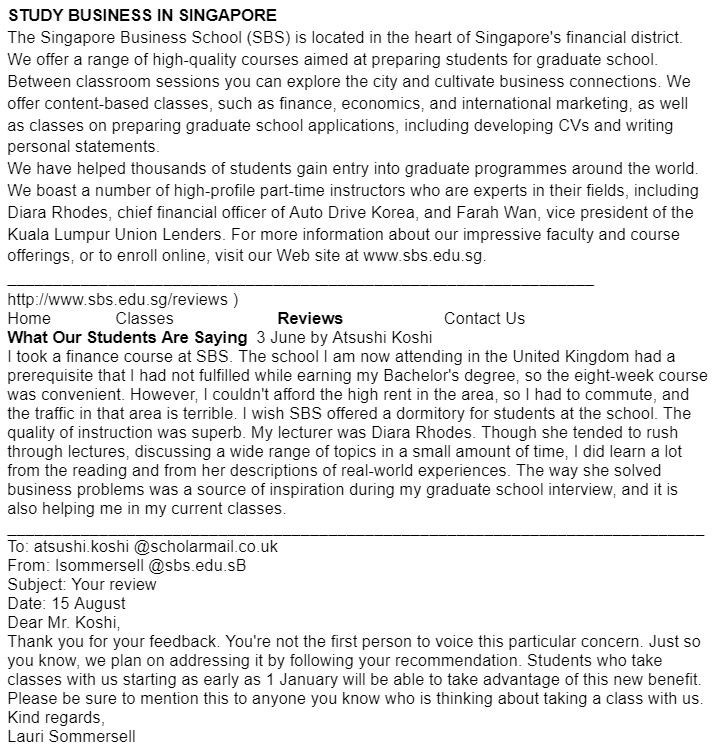 STUDY BUSINESS IN SINGAPORE
The Singapore Business School (SBS) is located in the heart of Singapore's financial district.
We offer a range of high-quality courses aimed at preparing students for graduate school.
Between classroom sessions you can explore the city and cultivate business connections. We
offer content-based classes, such as finance, economics, and international marketing, as well
as classes on preparing graduate school applications, including developing CVs and writing
personal statements.
We have helped thousands of students gain entry into graduate programmes around the world.
We boast a number of high-profile part-time instructors who are experts in their fields, including
Diara Rhodes, chief financial officer of Auto Drive Korea, and Farah Wan, vice president of the
Kuala Lumpur Union Lenders. For more information about our impressive faculty and course
offerings, or to enroll online, visit our Web site at www.sbs.edu.sg.
http://www.sbs.edu.sg/reviews )
Home Classes Reviews Contact Us
What Our Students Are Saying 3 June by Atsushi Koshi
I took a finance course at SBS. The school I am now attending in the United Kingdom had a
prerequisite that I had not fulfilled while earning my Bachelor's degree, so the eight-week course
was convenient. However, I couldn't afford the high rent in the area, so I had to commute, and
the traffic in that area is terrible. I wish SBS offered a dormitory for students at the school. The
quality of instruction was superb. My lecturer was Diara Rhodes. Though she tended to rush
through lectures, discussing a wide range of topics in a small amount of time, I did learn a lot
from the reading and from her descriptions of real-world experiences. The way she solved
business problems was a source of inspiration during my graduate school interview, and it is
also helping me in my current classes.
To: atsushi.koshi @scholarmail.co.uk
From: lsommersell @sbs.edu.sB
Subject: Your review
Date: 15 August
Dear Mr. Koshi,
Thank you for your feedback. You're not the first person to voice this particular concern. Just so
you know, we plan on addressing it by following your recommendation. Students who take
classes with us starting as early as 1 January will be able to take advantage of this new benefit.
Please be sure to mention this to anyone you know who is thinking about taking a class with us.
Kind regards,
Lauri Sommersell